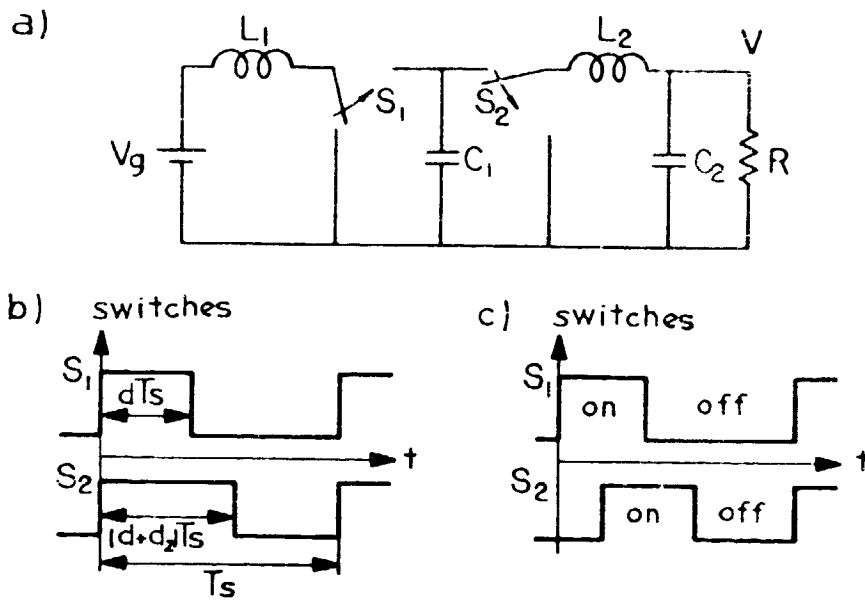 a)
L1
L2
V
S1
S2
Vg
C1
C2
R
b)
switches
S1
dTs
t
S2
(d+d2)Ts
Ts
c)
switches
S1
on
off
t
S2
on
off